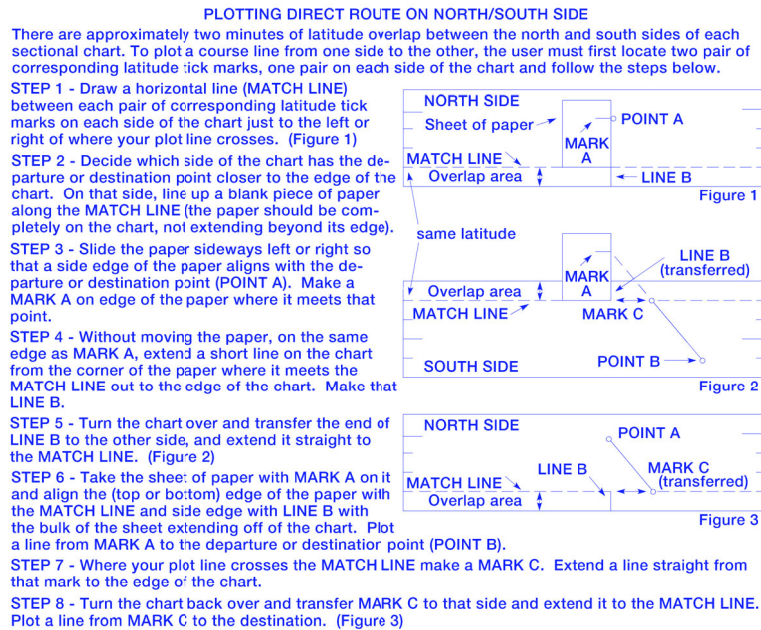 PLOTTING DIRECT ROUTE ON NORTH/SOUTH SIDE
There are approximately two minutes of latitude overlap between the north and south sides of each
sectional chart. To plot a course line from one side to the other, the user must first locate two pair of
corresponding latitude tick marks, one pair on each side of the chart and follow the steps below.
STEP 1 - Draw a horizontal line (MATCH LINE)
between each pair of corresponding latitude tick
marks on each side of the chart just to the left or
right of where your plot line crosses. (Figure 1)
STEP 2 - Decide which side of the chart has the de-
parture or destination point closer to the edge of the
chart. On that side, line up a blank piece of paper
along the MATCH LINE (the paper should be com-
pletely on the chart, not extending beyond its edge).
STEP 3 - Slide the paper sideways left or right so
that a side edge of the paper aligns with the de-
parture or destination point (POINT A). Make a
MARK A on edge of the paper where it meets that
point.
STEP 4 - Without moving the paper, on the same
edge as MARK A, extend a short line on the chart
from the corner of the paper where it meets the
MATCH LINE out to the edge of the chart. Make that
LINE B.
STEP 5 - Turn the chart over and transfer the end of
LINE B to the other side, and extend it straight to
the MATCH LINE. (Figure 2)
STEP 6 - Take the sheet of paper with MARK A on it
and align the (top or bottom) edge of the paper with
the MATCH LINE and side edge with LINE B with
the bulk of the sheet extending off of the chart. Plot
a line from MARK A to the departure or destination point (POINT B).
STEP 7 - Where your plot line crosses the MATCH LINE make a MARK C. Extend a line straight from
that mark to the edge of the chart.
STEP 8 - Turn the chart back over and transfer MARK C to that side and extend it to the MATCH LINE.
Plot a line from MARK C to the destination. (Figure 3)
NORTH SIDE
Sheet of paper
POINT A
MARK
A
MATCH LINE
Overlap area
LINE B
Figure 1
same latitude
LINE B
(transferred)
MARK
A
Overlap area
MATCH LINE
MARK C
SOUTH SIDE
POINT B
Figure 2
NORTH SIDE
POINT A
LINE B
MARK C
(transferred)
MATCH LINE
Overlap area
Figure 3